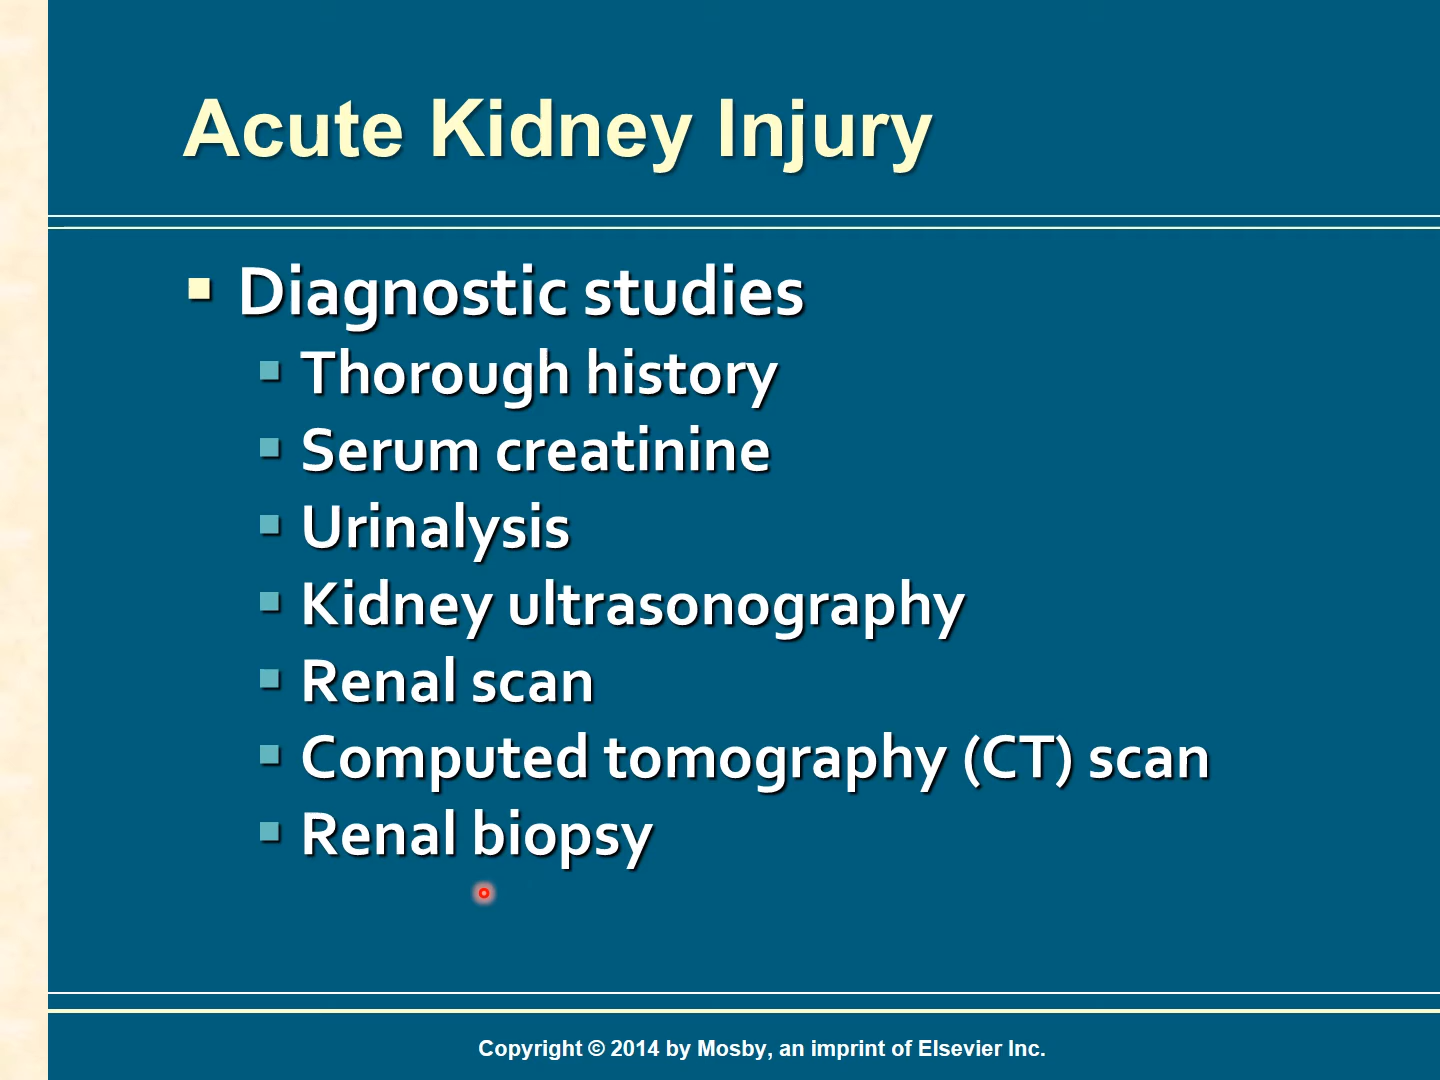 Acute Kidney Injury
Diagnostic studies
Thorough history
Serum creatinine
Urinalysis
Kidney ultrasonography
Renal scan
Computed tomography (CT) scan
Renal biopsy
Copyright © 2014 by Mosby, an imprint of Elsevier Inc.